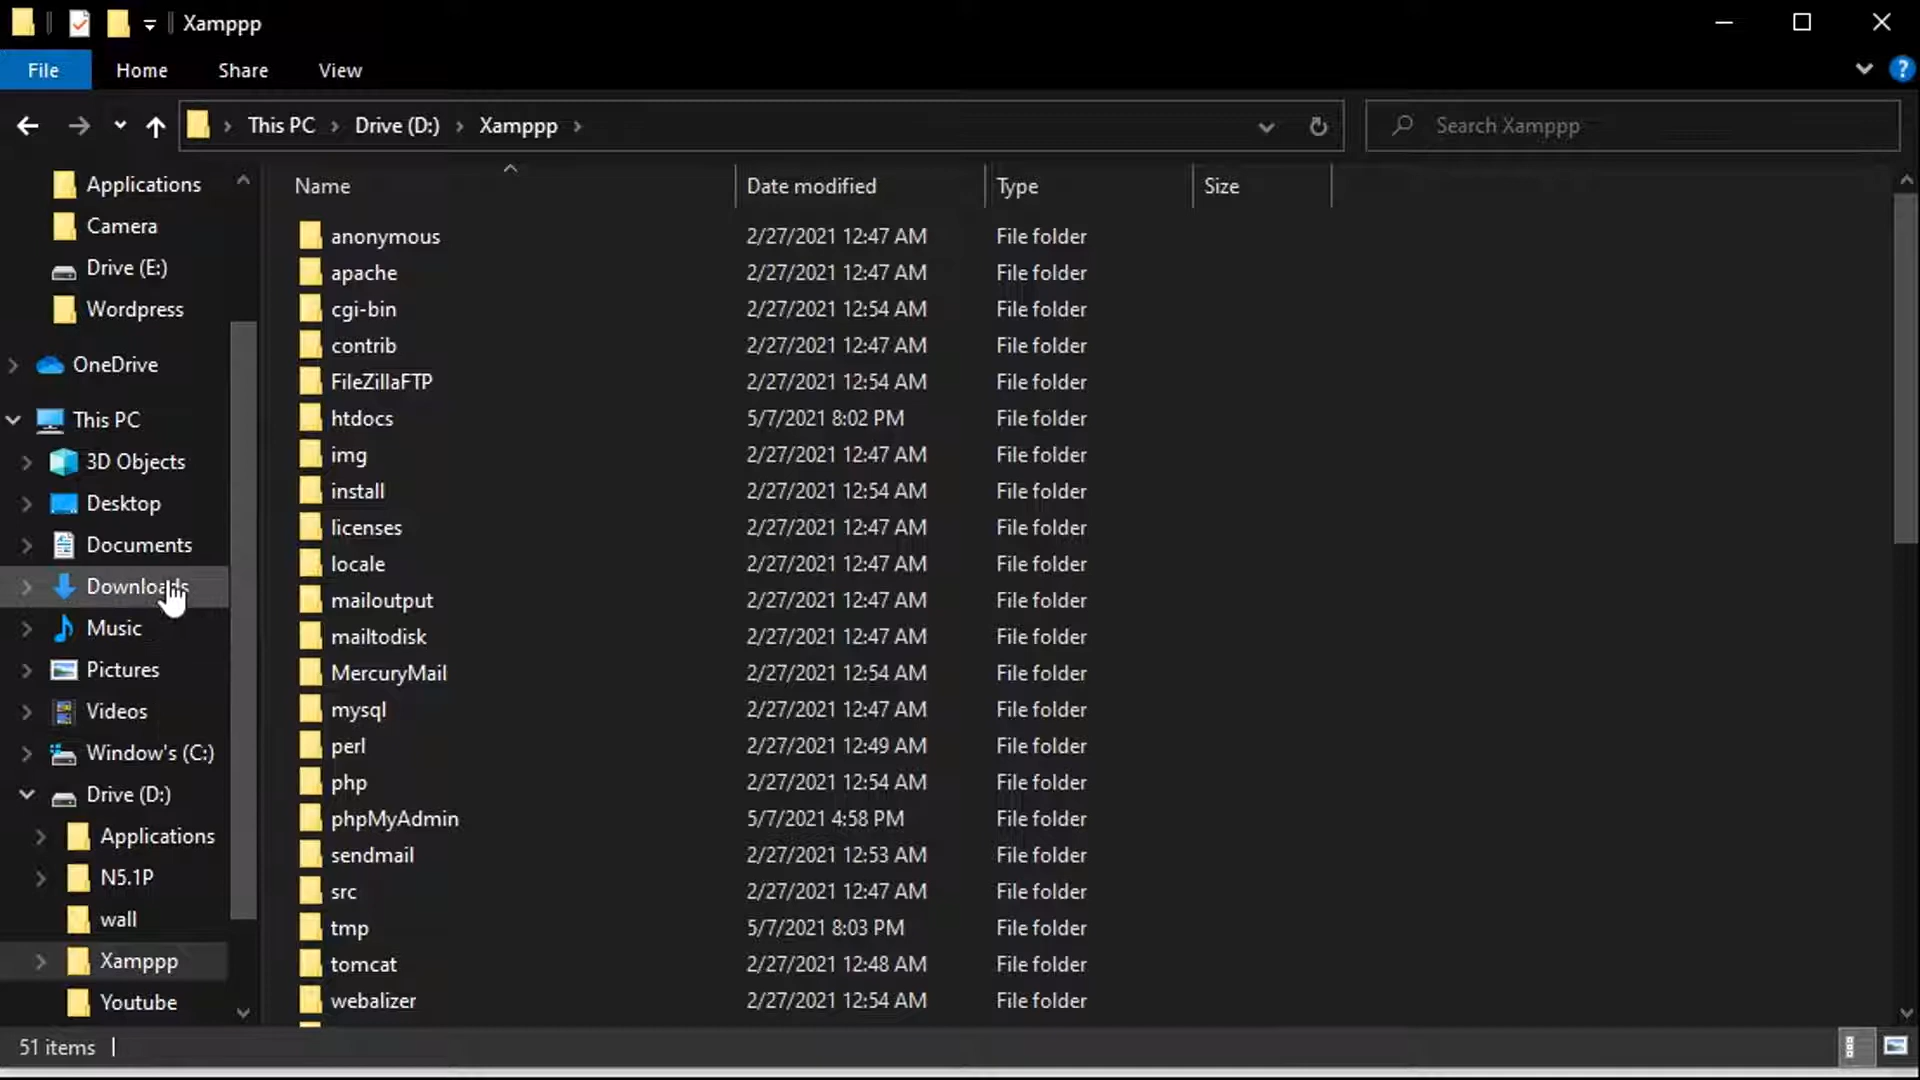 Xamppp
File Home Share View
This PC Drive (D:) Xamppp Search Xamppp
Applications
Camera
Drive (E:)
Wordpress
OneDrive
This PC
3D Objects
Desktop
Documents
Downloads
Music
Pictures
Videos
Window's (C:)
Drive (D:)
Applications
N5.1P
wall
Xamppp
Youtube
Name Date modified Type Size
anonymous 2/27/2021 12:47 AM File folder
apache 2/27/2021 12:47 AM File folder
cgi-bin 2/27/2021 12:54 AM File folder
contrib 2/27/2021 12:47 AM File folder
FileZillaFTP 2/27/2021 12:54 AM File folder
htdocs 5/7/2021 8:02 PM File folder
img 2/27/2021 12:47 AM File folder
install 2/27/2021 12:54 AM File folder
licenses 2/27/2021 12:47 AM File folder
locale 2/27/2021 12:47 AM File folder
mailoutput 2/27/2021 12:47 AM File folder
mailtodisk 2/27/2021 12:47 AM File folder
MercuryMail 2/27/2021 12:54 AM File folder
mysql 2/27/2021 12:47 AM File folder
perl 2/27/2021 12:49 AM File folder
php 2/27/2021 12:54 AM File folder
phpMyAdmin 5/7/2021 4:58 PM File folder
sendmail 2/27/2021 12:53 AM File folder
src 2/27/2021 12:47 AM File folder
tmp 5/7/2021 8:03 PM File folder
tomcat 2/27/2021 12:48 AM File folder
webalizer 2/27/2021 12:54 AM File folder
51 items